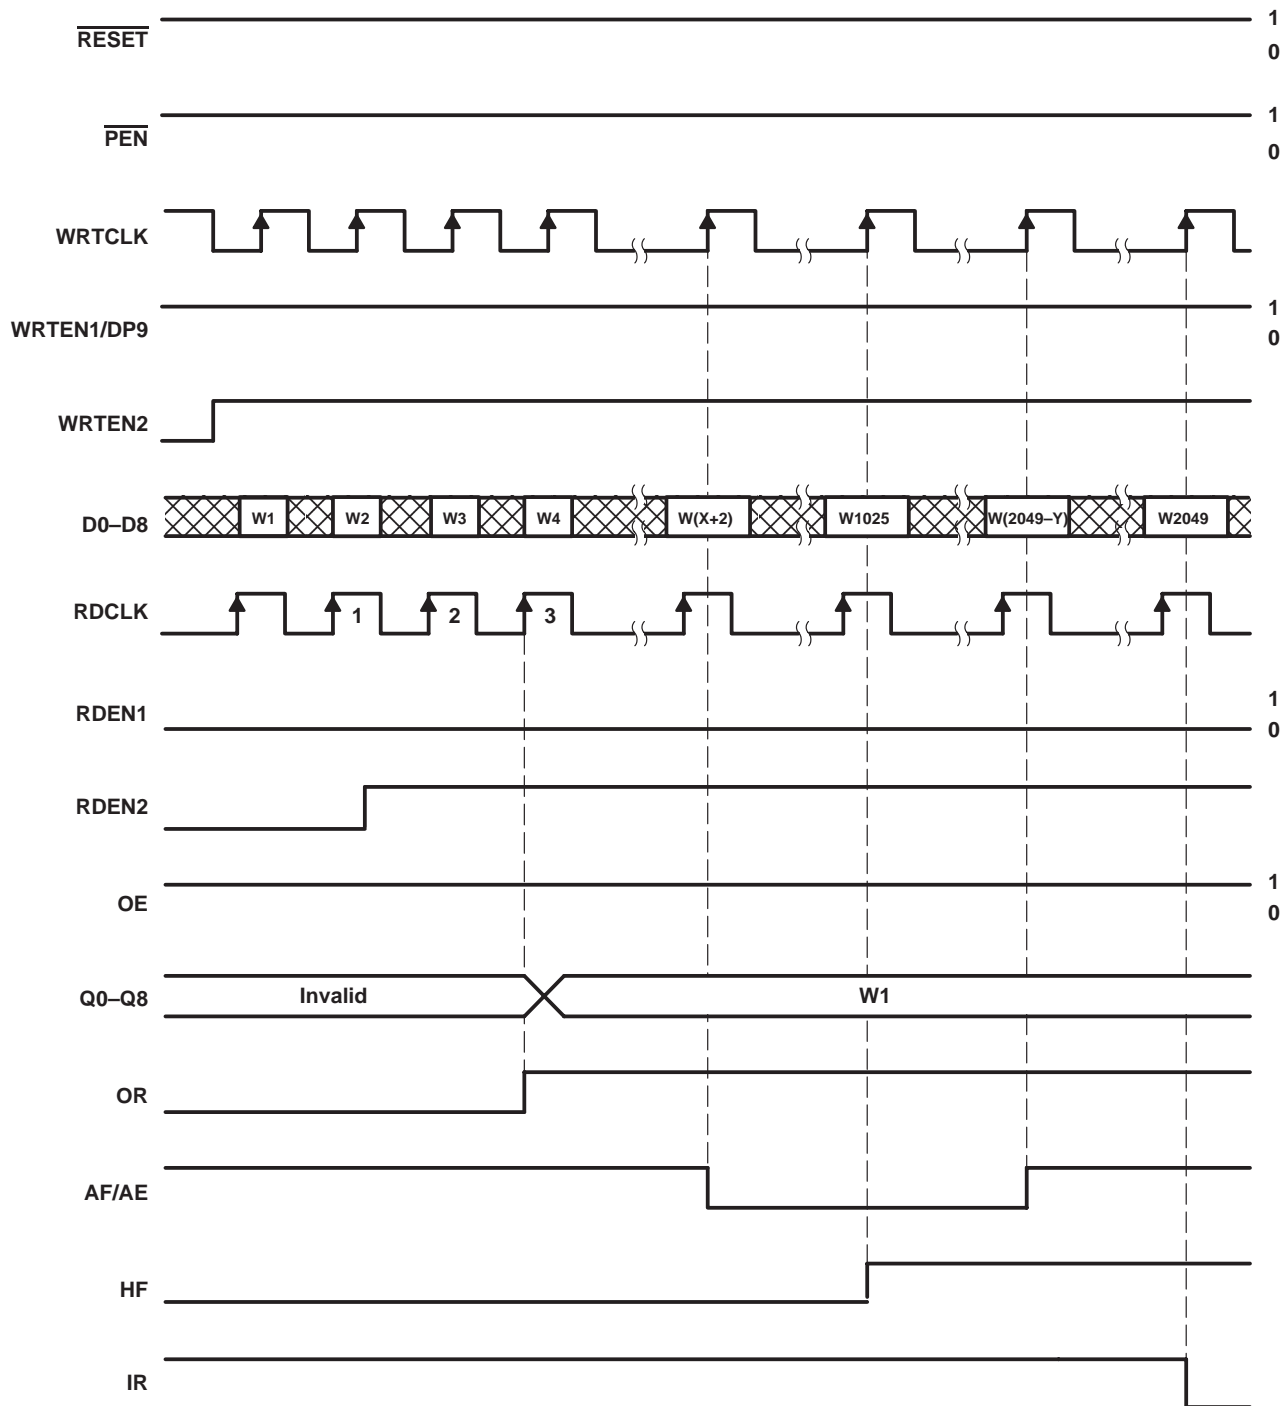 RESET
1
0
PEN
1
0
WRTCLK
WRTEN1/DP9
1
0
WRTEN2
D0–D8
W1 W2 W3 W4 W(X+2) W1025 W(2049–Y) W2049
RDCLK
1 2 3
RDEN1
1
0
RDEN2
OE
1
0
Q0–Q8
Invalid W1
OR
AF/AE
HF
IR